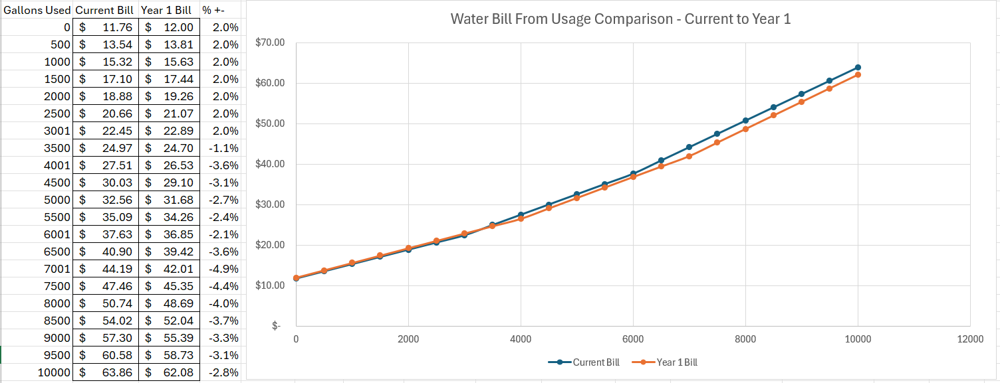 Gallons Used Current Bill Year 1 Bill % +-
0 $ 11.76 $ 12.00 2.0%
500 $ 13.54 $ 13.81 2.0%
1000 $ 15.32 $ 15.63 2.0%
1500 $ 17.10 $ 17.44 2.0%
2000 $ 18.88 $ 19.26 2.0%
2500 $ 20.66 $ 21.07 2.0%
3001 $ 22.45 $ 22.89 2.0%
3500 $ 24.97 $ 24.70 -1.1%
4001 $ 27.51 $ 26.53 -3.6%
4500 $ 30.03 $ 29.10 -3.1%
5000 $ 32.56 $ 31.68 -2.7%
5500 $ 35.09 $ 34.26 -2.4%
6001 $ 37.63 $ 36.85 -2.1%
6500 $ 40.90 $ 39.42 -3.6%
7001 $ 44.19 $ 42.01 -4.9%
7500 $ 47.46 $ 45.35 -4.4%
8000 $ 50.74 $ 48.69 -4.0%
8500 $ 54.02 $ 52.04 -3.7%
9000 $ 57.30 $ 55.39 -3.3%
9500 $ 60.58 $ 58.73 -3.1%
10000 $ 63.86 $ 62.08 -2.8%
Water Bill From Usage Comparison - Current to Year 1
$70.00
$60.00
$50.00
$40.00
$30.00
$20.00
$10.00
$-
0 2000 4000 6000 8000 10000 12000
Current Bill Year 1 Bill